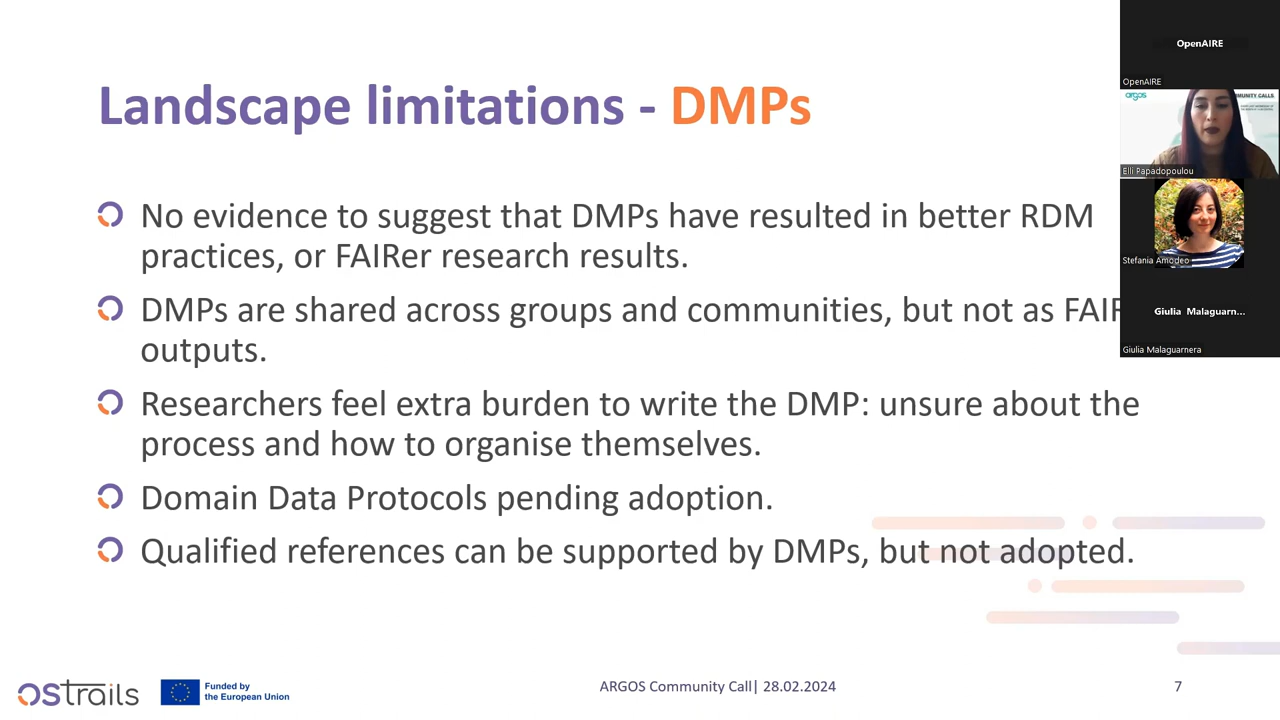 Landscape limitations - DMPs
No evidence to suggest that DMPs have resulted in better RDM
practices, or FAIRer research results.
DMPs are shared across groups and communities, but not as FAIR
outputs.
Researchers feel extra burden to write the DMP: unsure about the
process and how to organise themselves.
Domain Data Protocols pending adoption.
Qualified references can be supported by DMPs, but not adopted.
ostrails
Funded by
the European Union
ARGOS Community Call| 28.02.2024
7
OpenAIRE
OpenAIRE
argos
MUNITY CALLS
Elli Papadopoulou
Stefania Amodeo
Giulia Malaguarn...
Giulia Malaguarnera